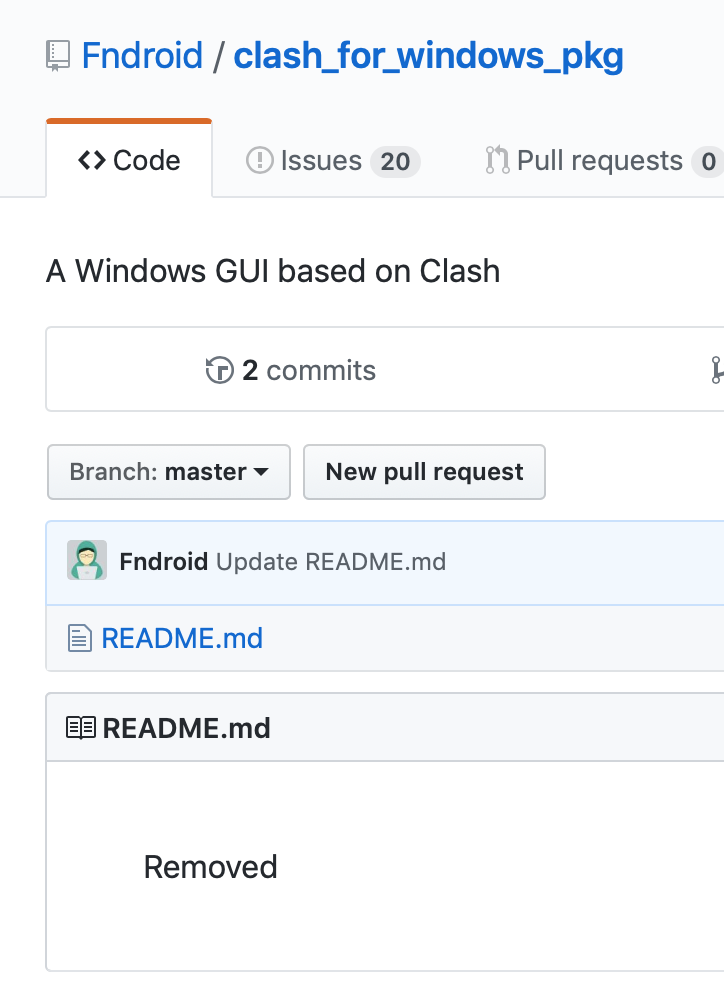 Fndroid / clash_for_windows_pkg
Code Issues 20 Pull requests 0
A Windows GUI based on Clash
2 commits
Branch: master New pull request
Fndroid Update README.md
README.md
README.md
Removed